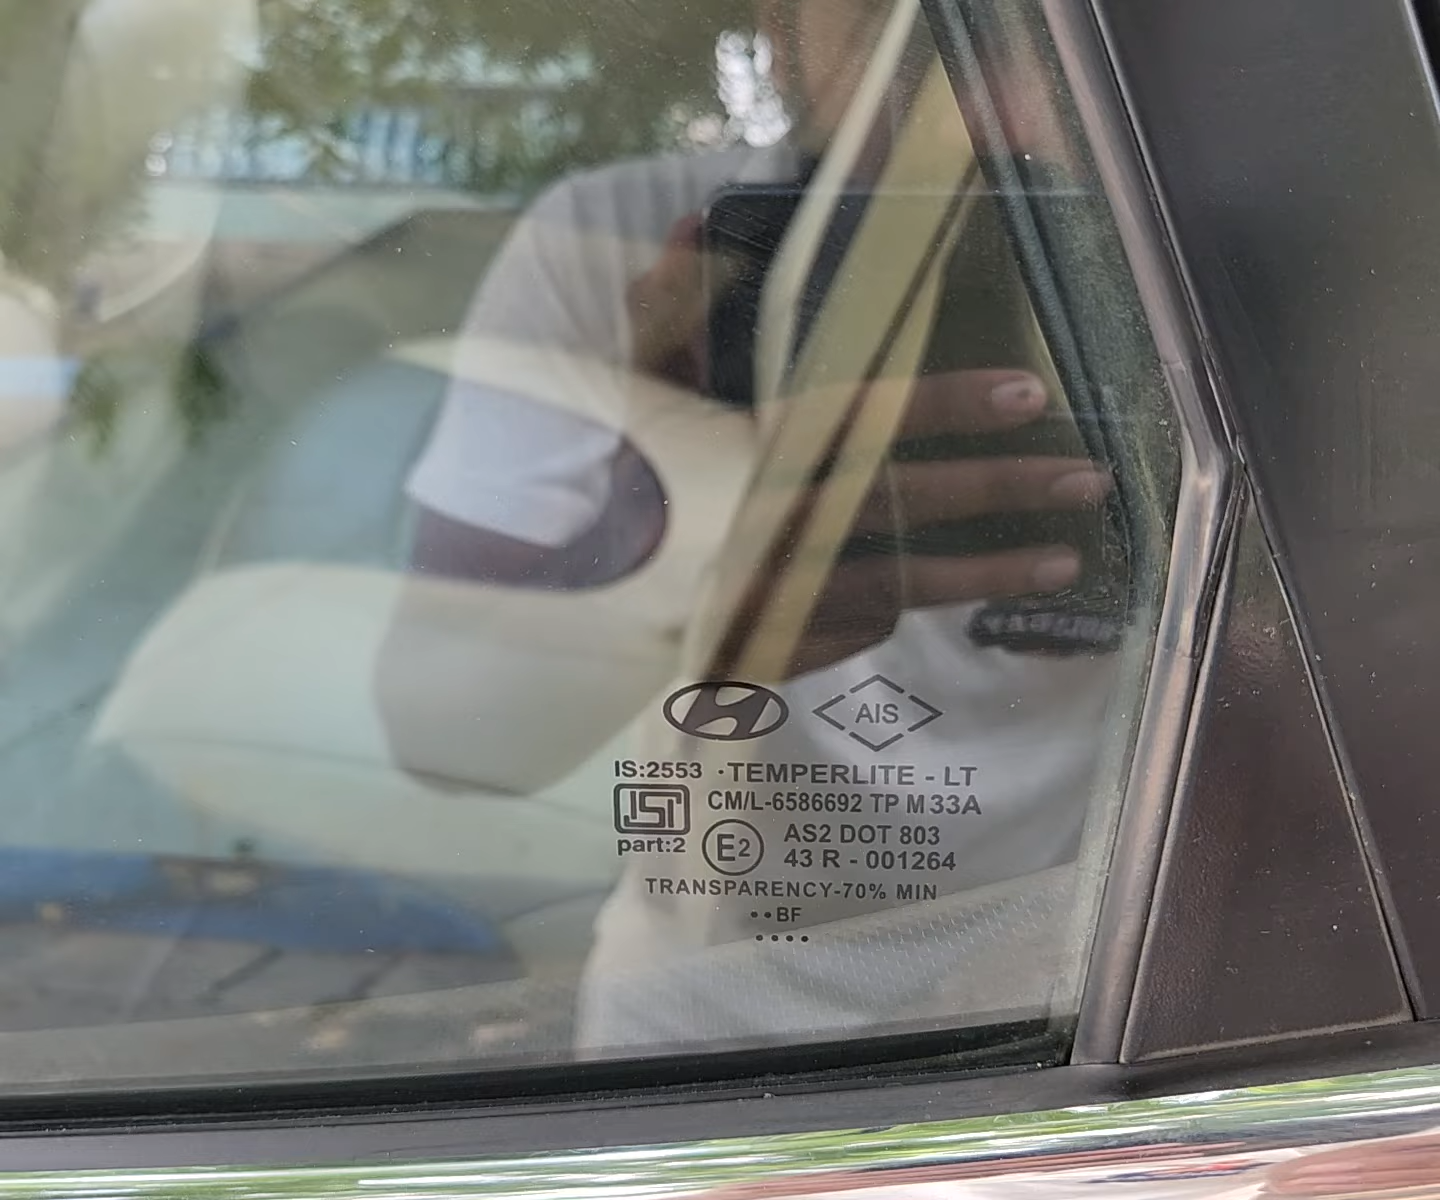 AIS
IS:2553 ·TEMPERLITE - LT
ISI CM/L-6586692 TP M33A
part:2 E2 AS2 DOT 803
43 R - 001264
TRANSPARENCY-70% MIN
••BF
••••